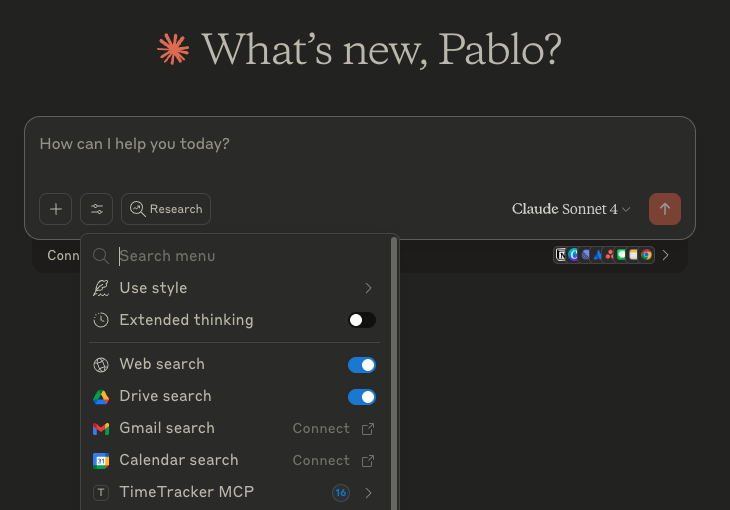 What's new, Pablo?
How can I help you today?
Research
Claude Sonnet 4
Conn
Search menu
Use style
Extended thinking
Web search
Drive search
Gmail search Connect
Calendar search Connect
T TimeTracker MCP 16